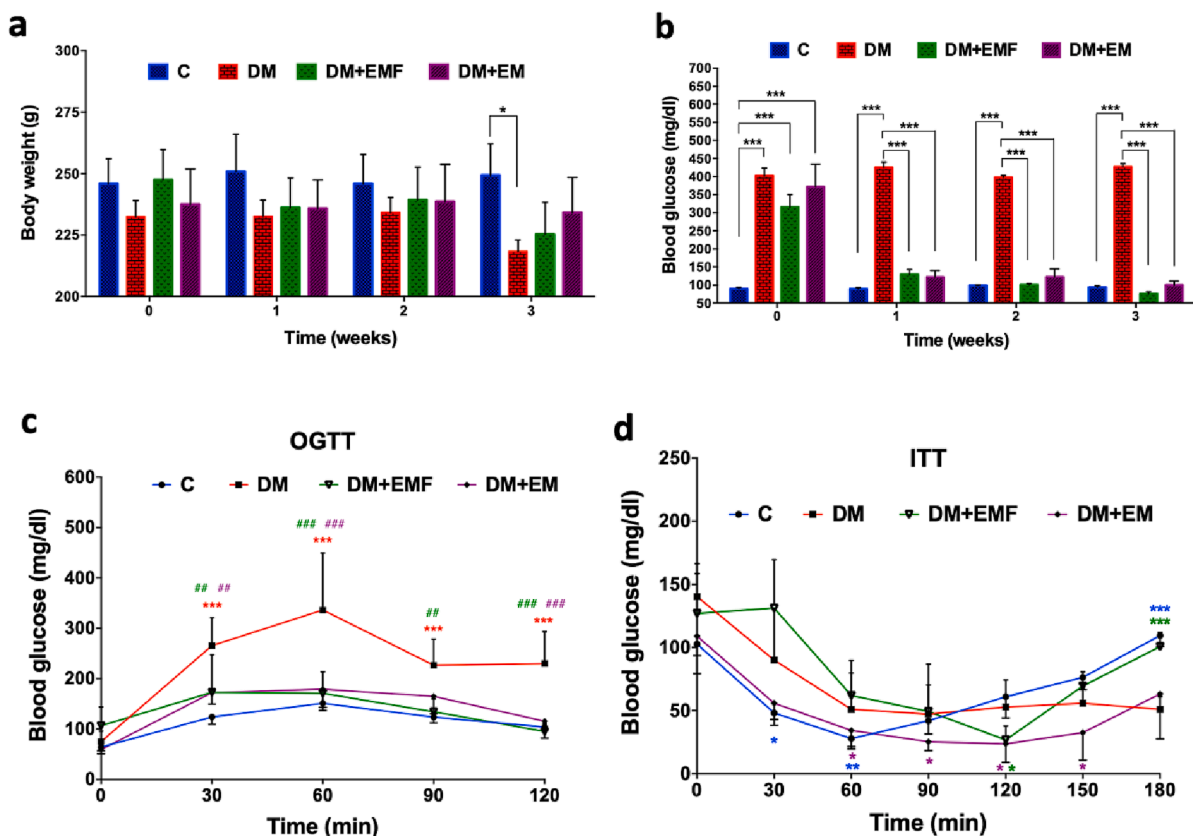 a
300
275
250
225
200
Body weight (g)
C DM DM+EMF DM+EM
*
0 1 2 3
Time (weeks)
b
C DM DM+EMF DM+EM
700
650
600
550
500
450
400
350
300
250
200
150
100
50
Blood glucose (mg/dl)
***
***
***
*** *** ***
*** *** ***
*** *** ***
0 1 2 3
Time (weeks)
c
OGTT
C DM DM+EMF DM+EM
600
500
400
300
200
100
0
Blood glucose (mg/dl)
## ##
***
### ###
***
##
***
### ###
***
0 30 60 90 120
Time (min)
d
ITT
C DM DM+EMF DM+EM
250
200
150
100
50
0
Blood glucose (mg/dl)
***
***
*
*
**
*
* *
*
0 30 60 90 120 150 180
Time (min)